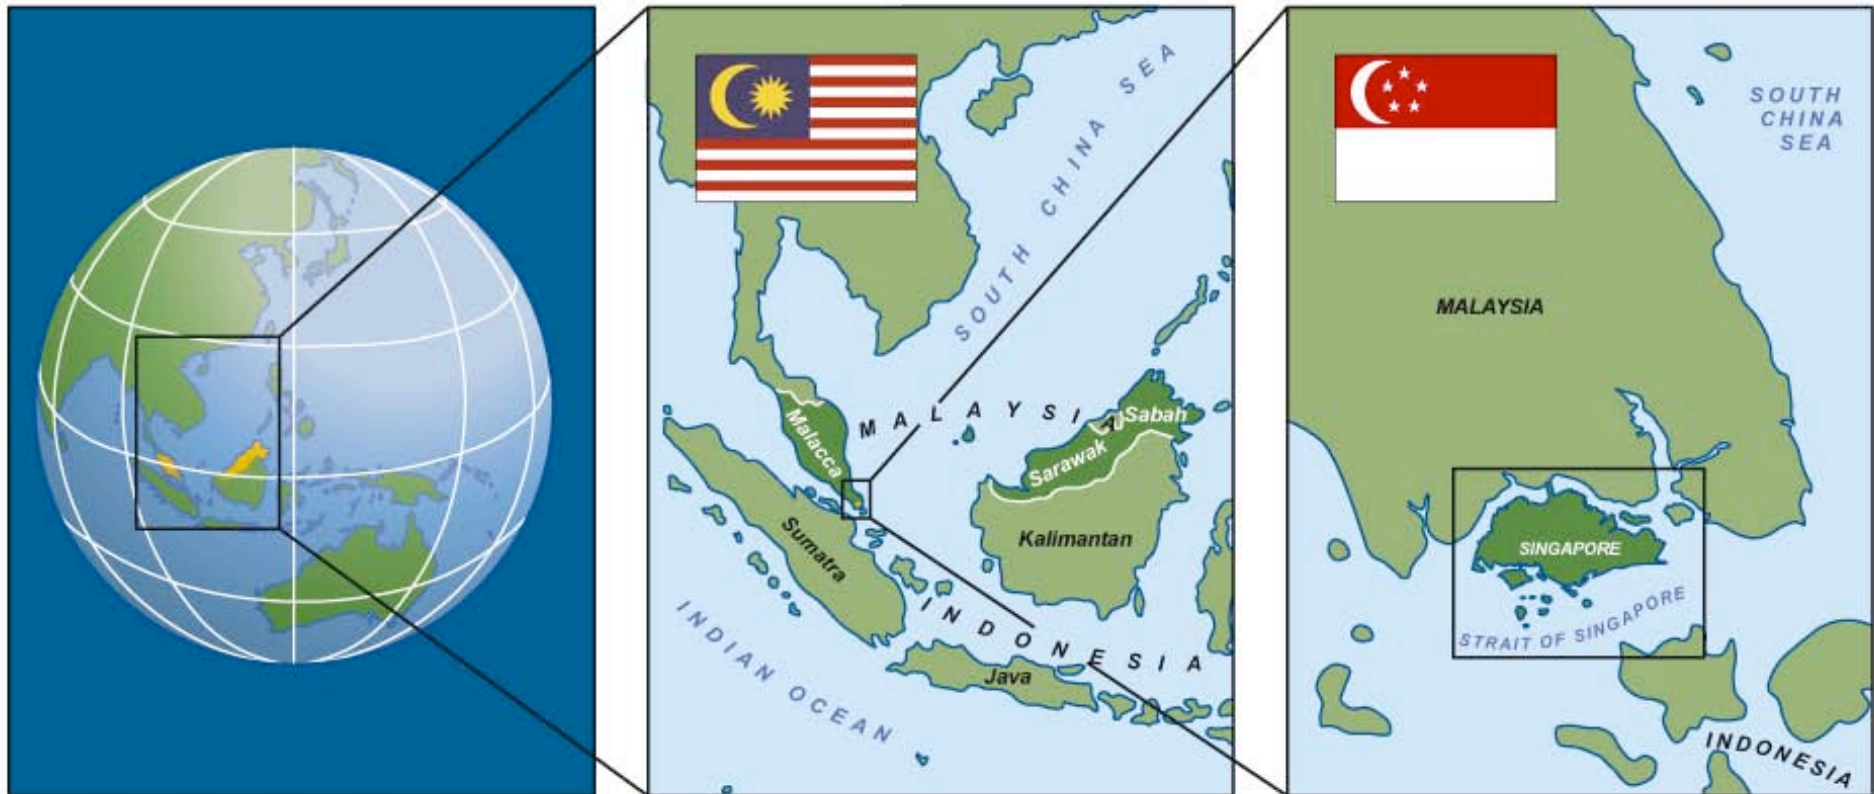 SOUTH CHINA SEA
MALAYSIA
Malacca
Sabah
Sarawak
Sumatra
Kalimantan
INDONESIA
Java
INDIAN OCEAN
SOUTH
CHINA
SEA
MALAYSIA
SINGAPORE
STRAIT OF SINGAPORE
INDONESIA